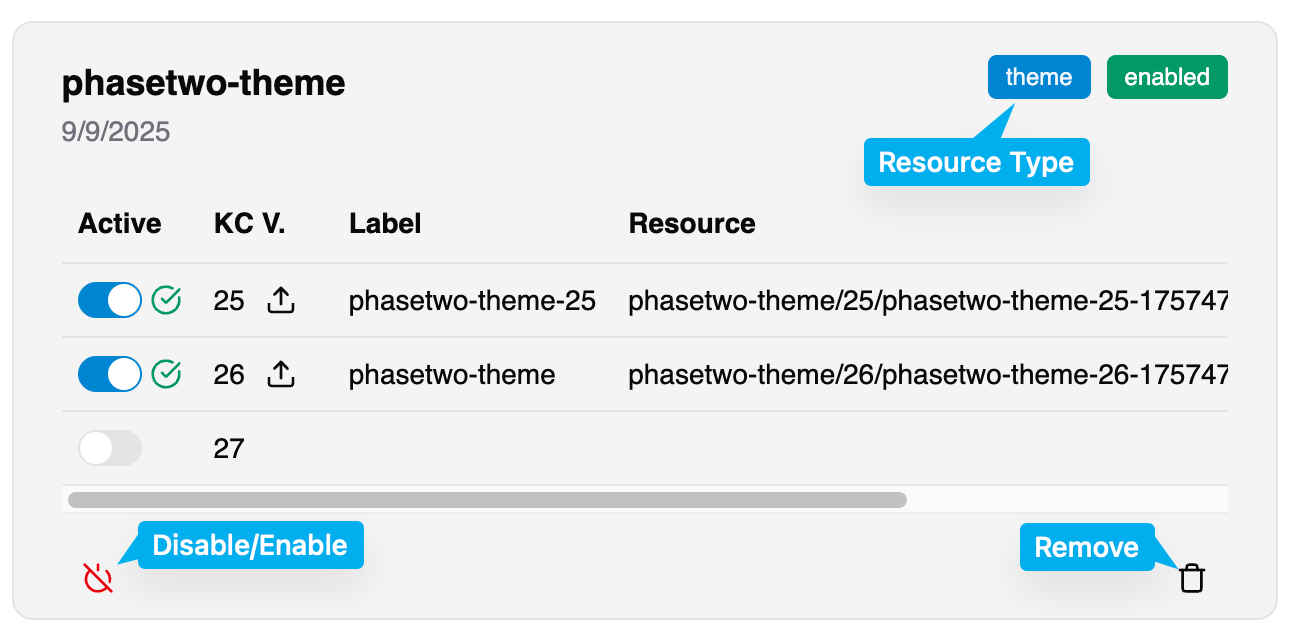 phasetwo-theme
theme enabled
9/9/2025
Resource Type
Active KC V. Label Resource
25 phasetwo-theme-25 phasetwo-theme/25/phasetwo-theme-25-175747
26 phasetwo-theme phasetwo-theme/26/phasetwo-theme-26-175747
27
Disable/Enable
Remove